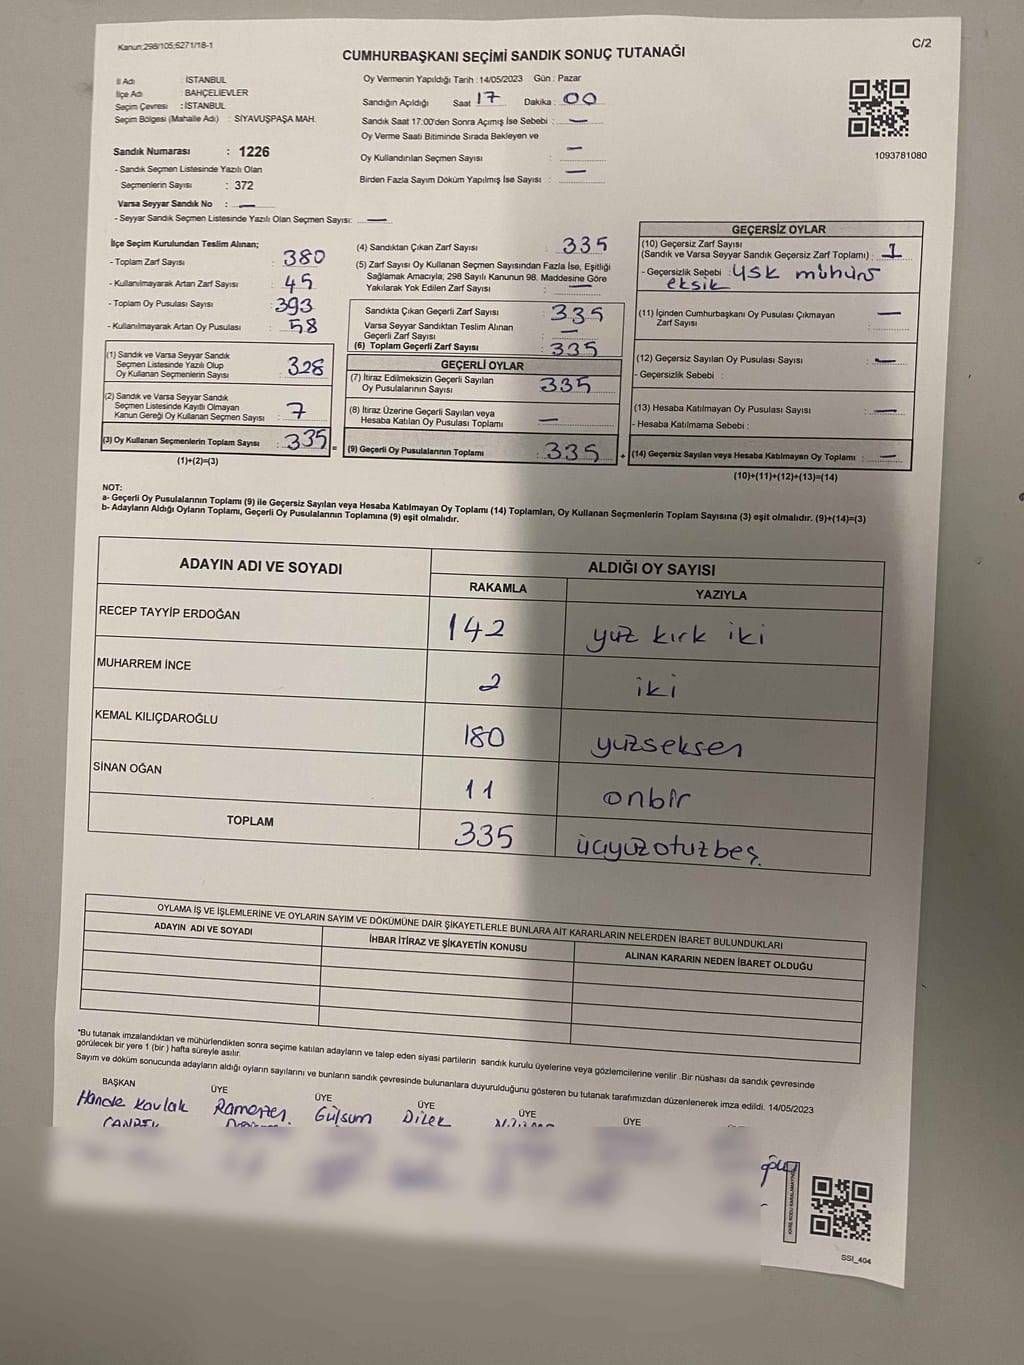 Kanun:298/105;5271/18-1
C/2
CUMHURBAŞKANI SEÇİMİ SANDIK SONUÇ TUTANAĞI
İl Adı : İSTANBUL
İlçe Adı : BAHÇELİEVLER
Seçim Çevresi : İSTANBUL
Seçim Bölgesi (Mahalle Adı) : SİYAVUŞPAŞA MAH.
Oy Vermenin Yapıldığı Tarih : 14/05/2023 Gün : Pazar
Sandığın Açıldığı Saat 17 Dakika : 00
Sandık Saat 17:00'den Sonra Açımış İse Sebebi : —
Oy Verme Saati Bitiminde Sırada Bekleyen ve
Oy Kullandırılan Seçmen Sayısı : —
Birden Fazla Sayım Döküm Yapılmış İse Sayısı : —
1093781080
Sandık Numarası : 1226
- Sandık Seçmen Listesinde Yazılı Olan
Seçmenlerin Sayısı : 372
Varsa Seyyar Sandık No : —
- Seyyar Sandık Seçmen Listesinde Yazılı Olan Seçmen Sayısı: —
İlçe Seçim Kurulundan Teslim Alınan;
- Toplam Zarf Sayısı : 380
- Kullanılmayarak Artan Zarf Sayısı : 45
- Toplam Oy Pusulası Sayısı : 393
- Kullanılmayarak Artan Oy Pusulası : 58
(1) Sandık ve Varsa Seyyar Sandık
Seçmen Listesinde Yazılı Olup
Oy Kullanan Seçmenlerin Sayısı : 328
(2) Sandık ve Varsa Seyyar Sandık
Seçmen Listesinde Kayıtlı Olmayan
Kanun Gereği Oy Kullanan Seçmen Sayısı : 7
(3) Oy Kullanan Seçmenlerin Toplam Sayısı : 335 =
(1)+(2)=(3)
(4) Sandıktan Çıkan Zarf Sayısı : 335
(5) Zarf Sayısı Oy Kullanan Seçmen Sayısından Fazla İse, Eşitliği
Sağlamak Amacıyla, 298 Sayılı Kanunun 98. Maddesine Göre
Yakılarak Yok Edilen Zarf Sayısı : —
Sandıkta Çıkan Geçerli Zarf Sayısı : 335
Varsa Seyyar Sandıktan Teslim Alınan
Geçerli Zarf Sayısı : —
(6) Toplam Geçerli Zarf Sayısı : 335
GEÇERLİ OYLAR
(7) İtiraz Edilmeksizin Geçerli Sayılan
Oy Pusulalarının Sayısı : 335
(8) İtiraz Üzerine Geçerli Sayılan veya
Hesaba Katılan Oy Pusulası Toplamı : —
(9) Geçerli Oy Pusulalarının Toplamı : 335 +
GEÇERSİZ OYLAR
(10) Geçersiz Zarf Sayısı
(Sandık ve Varsa Seyyar Sandık Geçersiz Zarf Toplamı) : 1
- Geçersizlik Sebebi : YSK mühürü
eksik
(11) İçinden Cumhurbaşkanı Oy Pusulası Çıkmayan
Zarf Sayısı : —
(12) Geçersiz Sayılan Oy Pusulası Sayısı : —
- Geçersizlik Sebebi :
(13) Hesaba Katılmayan Oy Pusulası Sayısı : —
- Hesaba Katılmama Sebebi :
(14) Geçersiz Sayılan veya Hesaba Katılmayan Oy Toplamı : —
(10)+(11)+(12)+(13)=(14)
NOT:
a- Geçerli Oy Pusulalarının Toplamı (9) ile Geçersiz Sayılan veya Hesaba Katılmayan Oy Toplamı (14) Toplamları, Oy Kullanan Seçmenlerin Toplam Sayısına (3) eşit olmalıdır. (9)+(14)=(3)
b- Adayların Aldığı Oyların Toplamı, Geçerli Oy Pusulalarının Toplamına (9) eşit olmalıdır.
ADAYIN ADI VE SOYADI
ALDIĞI OY SAYISI
RAKAMLA YAZIYLA
RECEP TAYYİP ERDOĞAN 142 yüz kırk iki
MUHARREM İNCE 2 iki
KEMAL KILIÇDAROĞLU 180 yüzseksen
SİNAN OĞAN 11 onbir
TOPLAM 335 üçyüzotuzbeş.
OYLAMA İŞ VE İŞLEMLERİNE VE OYLARIN SAYIM VE DÖKÜMÜNE DAİR ŞİKAYETLERLE BUNLARA AİT KARARLARIN NELERDEN İBARET BULUNDUKLARI
ADAYIN ADI VE SOYADI İHBAR İTİRAZ VE ŞİKAYETİN KONUSU ALINAN KARARIN NEDEN İBARET OLDUĞU
*Bu tutanak imzalandıktan ve mühürlendikten sonra seçime katılan adayların ve talep eden siyasi partilerin sandık kurulu üyelerine veya gözlemcilerine verilir .Bir nüshası da sandık çevresinde
görülecek bir yere 1 (bir ) hafta süreyle asılır.
Sayım ve döküm sonucunda adayların aldığı oyların sayılarını ve bunların sandık çevresinde bulunanlara duyurulduğunu gösteren bu tutanak tarafımızdan düzenlenerek imza edildi. 14/05/2023
BAŞKAN ÜYE ÜYE ÜYE ÜYE ÜYE
Hande Kavlak Ramazan. Gülsum Dilek
SSI_404